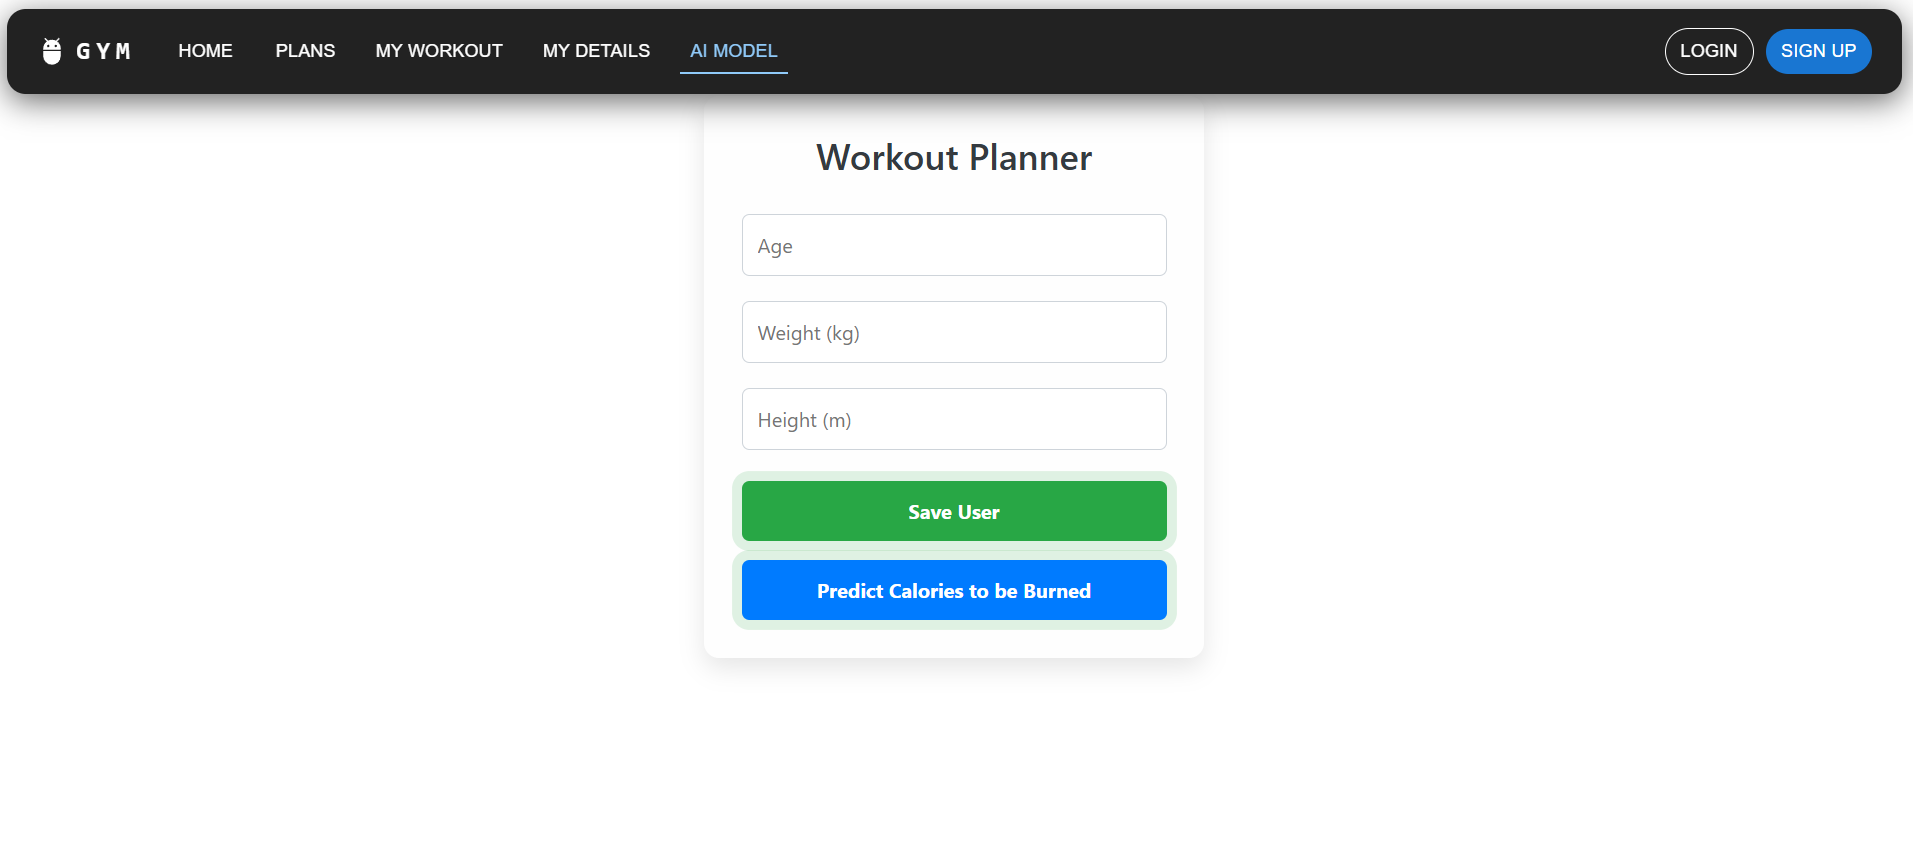 GYM HOME PLANS MY WORKOUT MY DETAILS AI MODEL LOGIN SIGN UP
Workout Planner
Age
Weight (kg)
Height (m)
Save User
Predict Calories to be Burned